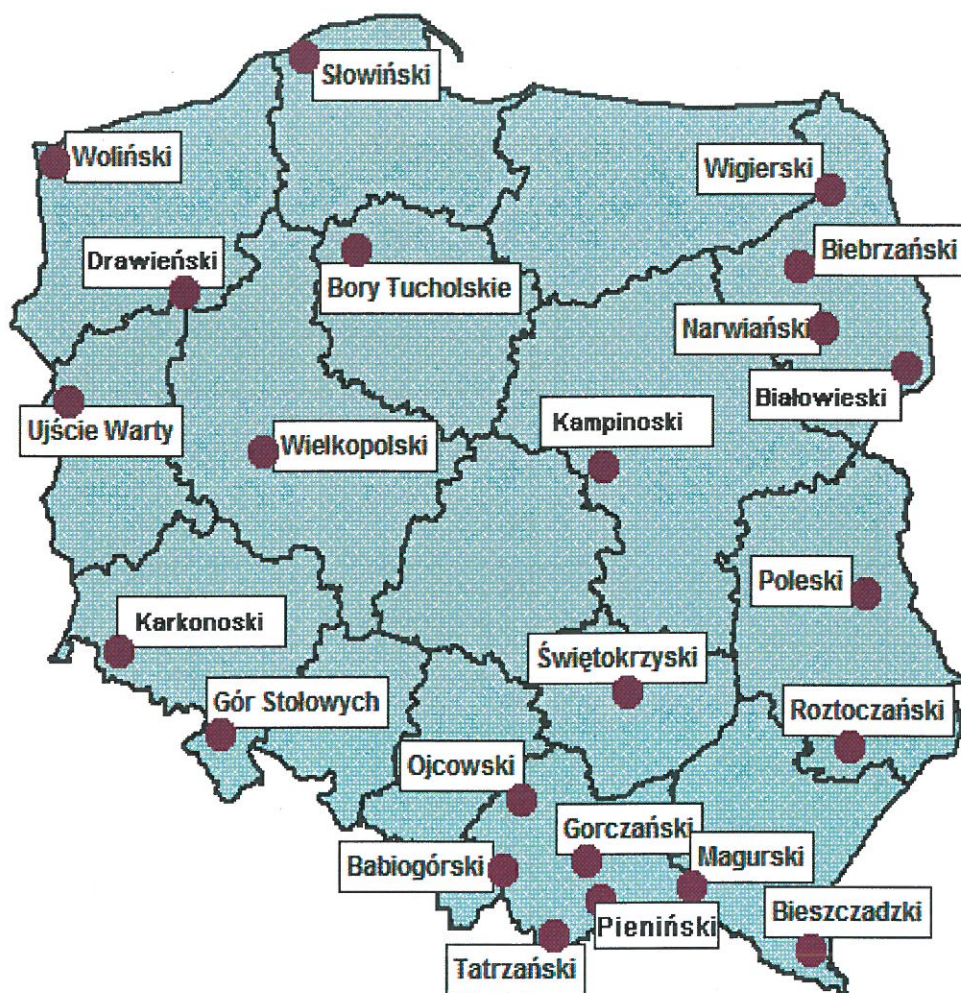 Słowiński
Woliński
Wigierski
Drawieński
Biebrzański
Bory Tucholskie
Narwiański
Białowieski
Ujście Warty
Kampinoski
Wielkopolski
Poleski
Karkonoski
Świętokrzyski
Gór Stołowych
Roztoczański
Ojcowski
Gorczański
Magurski
Babiogórski
Bieszczadzki
Pieniński
Tatrzański